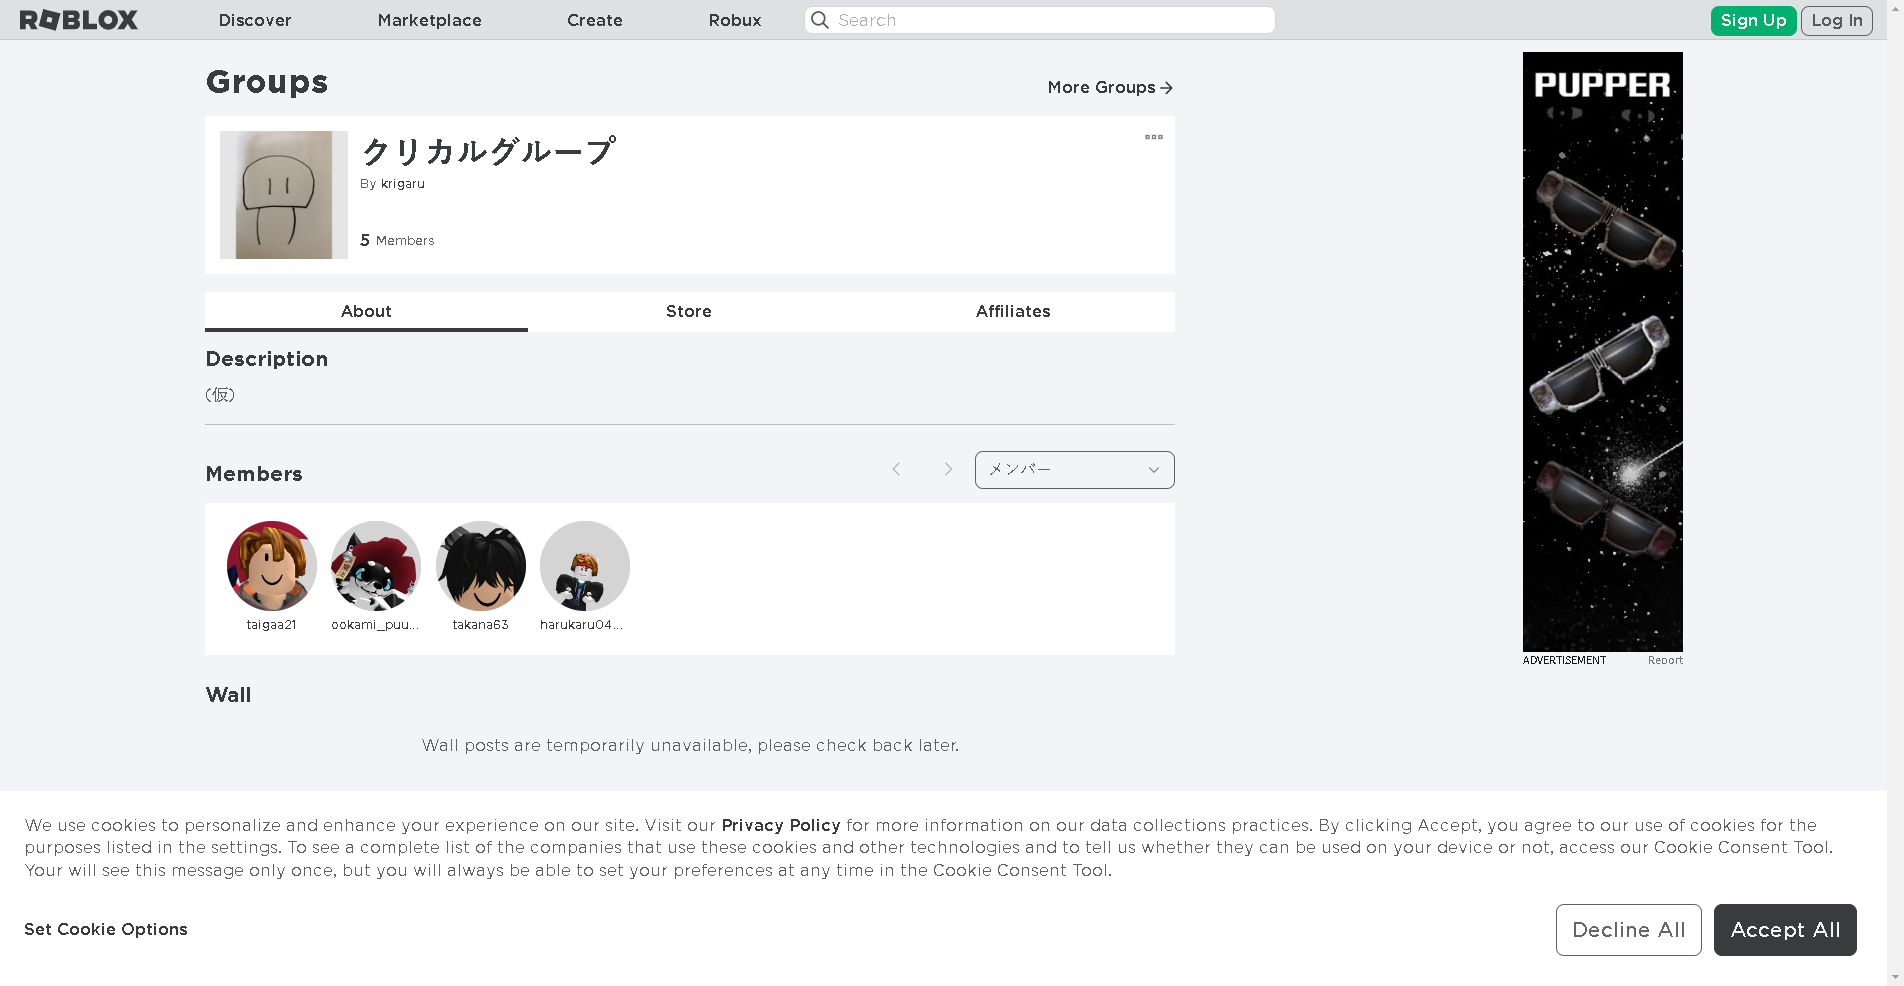 ROBLOX
Discover
Marketplace
Create
Robux
Search
Sign Up
Log In
Groups
More Groups
クリカルグループ
By krigaru
5 Members
About
Store
Affiliates
Description
(仮)
Members
メンバー
taigaa21
ookami_puu...
takana63
harukaru04...
Wall
Wall posts are temporarily unavailable, please check back later.
PUPPER
ADVERTISEMENT
Report
We use cookies to personalize and enhance your experience on our site. Visit our Privacy Policy for more information on our data collections practices. By clicking Accept, you agree to our use of cookies for the
purposes listed in the settings. To see a complete list of the companies that use these cookies and other technologies and to tell us whether they can be used on your device or not, access our Cookie Consent Tool.
Your will see this message only once, but you will always be able to set your preferences at any time in the Cookie Consent Tool.
Set Cookie Options
Decline All
Accept All